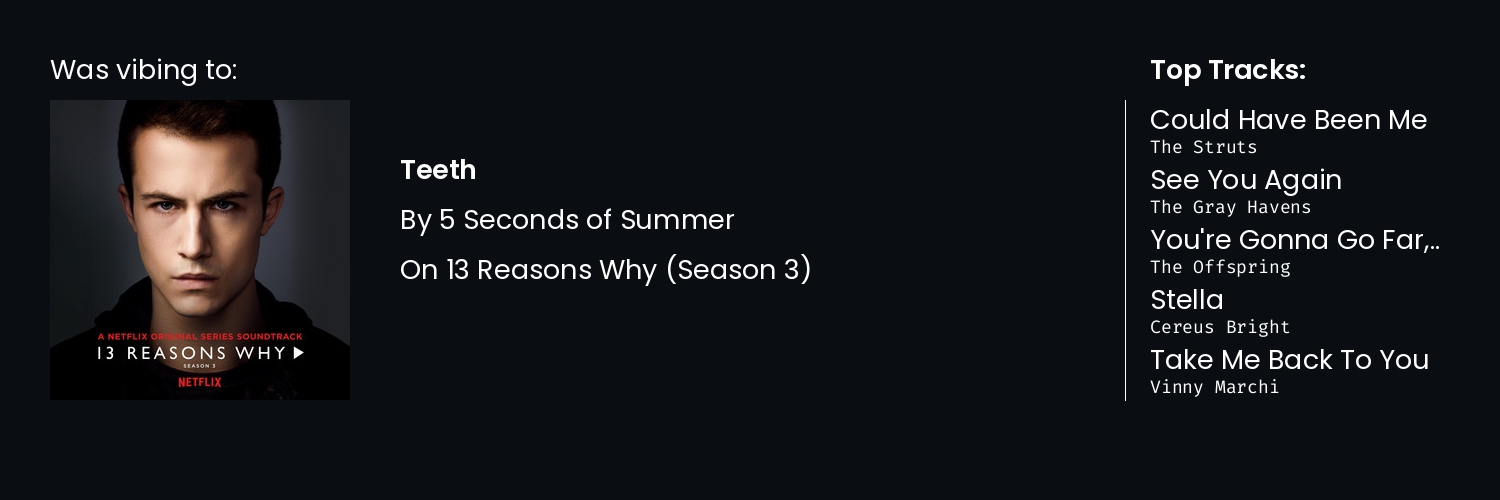 Was vibing to:
A NETFLIX ORIGINAL SERIES SOUNDTRACK
13 REASONS WHY
SEASON 3
NETFLIX
Teeth
By 5 Seconds of Summer
On 13 Reasons Why (Season 3)
Top Tracks:
Could Have Been Me
The Struts
See You Again
The Gray Havens
You're Gonna Go Far,..
The Offspring
Stella
Cereus Bright
Take Me Back To You
Vinny Marchi